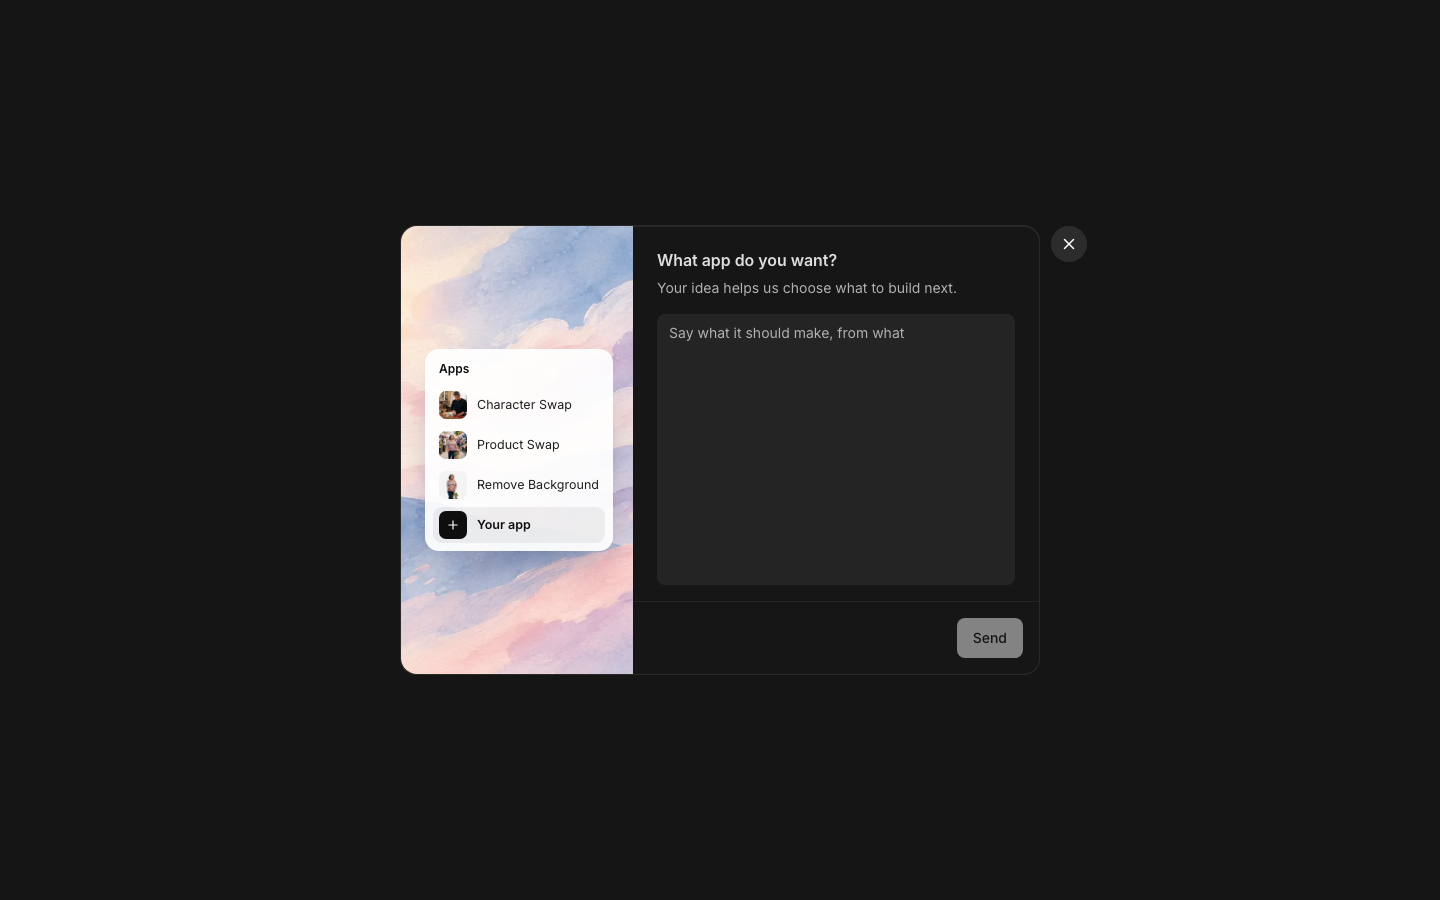 Apps
Character Swap
Product Swap
Remove Background
Your app
What app do you want?
Your idea helps us choose what to build next.
Say what it should make, from what
Send